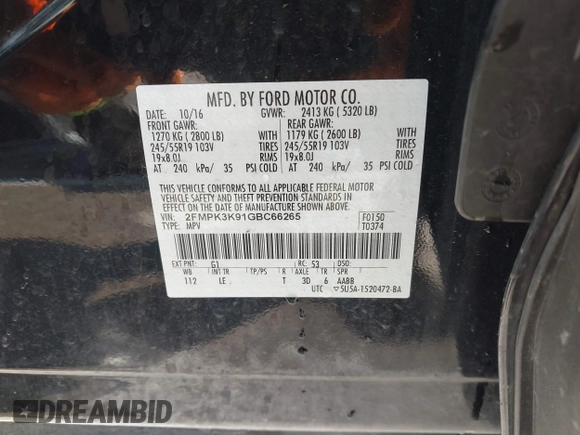 MFD. BY FORD MOTOR CO.
DATE: 10/16 GVWR: 2413 KG ( 5320 LB)
FRONT GAWR: REAR GAWR:
1270 KG ( 2800 LB) WITH 1179 KG ( 2600 LB) WITH
245/55R19 103V TIRES 245/55R19 103V TIRES
19x8.0J RIMS 19x8.0J RIMS
AT 240 kPa/ 35 PSI COLD AT 240 kPa/ 35 PSI COLD
THIS VEHICLE CONFORMS TO ALL APPLICABLE FEDERAL MOTOR
VEHICLE SAFETY AND THEFT PREVENTION STANDARDS IN EFFECT
ON THE DATE OF MANUFACTURE SHOWN ABOVE.
VIN: 2FMPK3K91GBC66265 F0150
TYPE: MPV T0374
EXT PNT: G1 RC: 53 DSO:
WB INT TR TP/PS R AXLE TR SPR
112 LE T 3D 6 AABB
UTC 5U5A-1520472-BA
DREAMBID